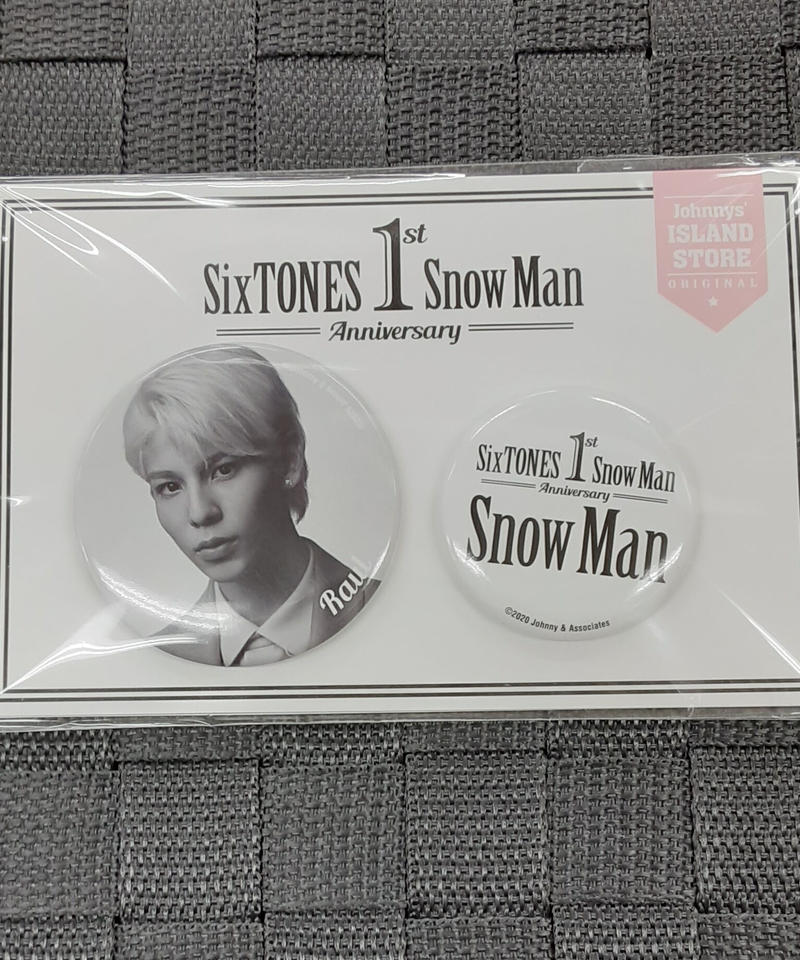 Johnnys'
ISLAND
STORE
ORIGINAL
SixTONES 1st Snow Man
Anniversary
Raul
SixTONES 1st Snow Man
Anniversary
Snow Man
©2020 Johnny & Associates